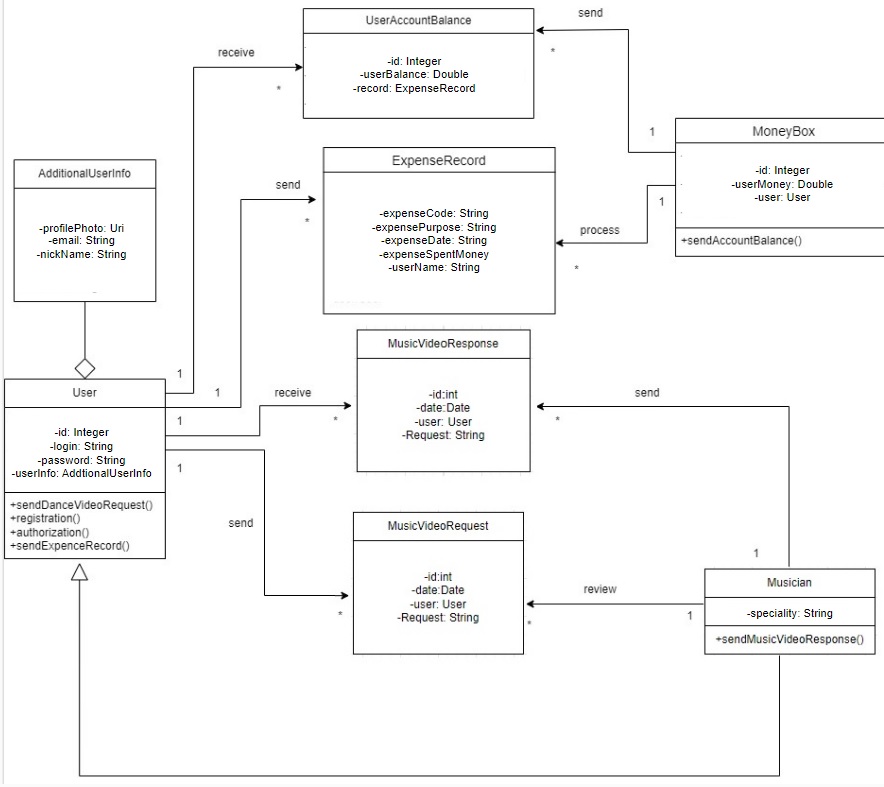 UserAccountBalance
-id: Integer
-userBalance: Double
-record: ExpenseRecord
send
*
receive
*
1
MoneyBox
-id: Integer
-userMoney: Double
-user: User
+sendAccountBalance()
ExpenseRecord
-expenseCode: String
-expensePurpose: String
-expenseDate: String
-expenseSpentMoney
-userName: String
send
*
1
process
*
AdditionalUserInfo
-profilePhoto: Uri
-email: String
-nickName: String
MusicVideoResponse
-id:int
-date:Date
-user: User
-Request: String
1
1
receive
*
send
*
User
-id: Integer
-login: String
-password: String
-userInfo: AddtionalUserInfo
+sendDanceVideoRequest()
+registration()
+authorization()
+sendExpenceRecord()
1
1
send
*
MusicVideoRequest
-id:int
-date:Date
-user: User
-Request: String
1
review
*
1
Musician
-speciality: String
+sendMusicVideoResponse()